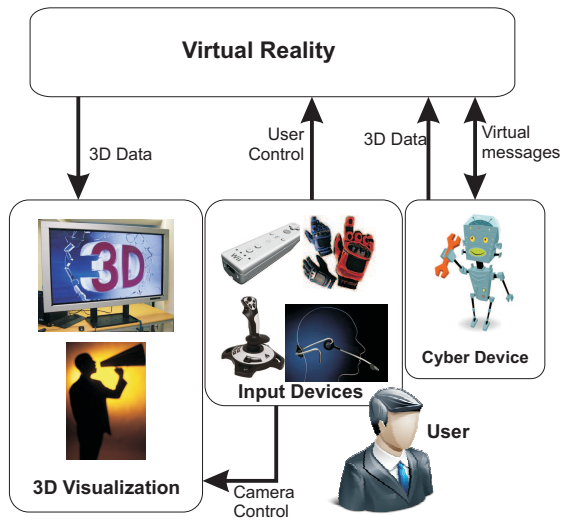 Virtual Reality
3D Data
User
Control
3D Data
Virtual
messages
3D
Wii
Cyber Device
Input Devices
User
3D Visualization
Camera
Control